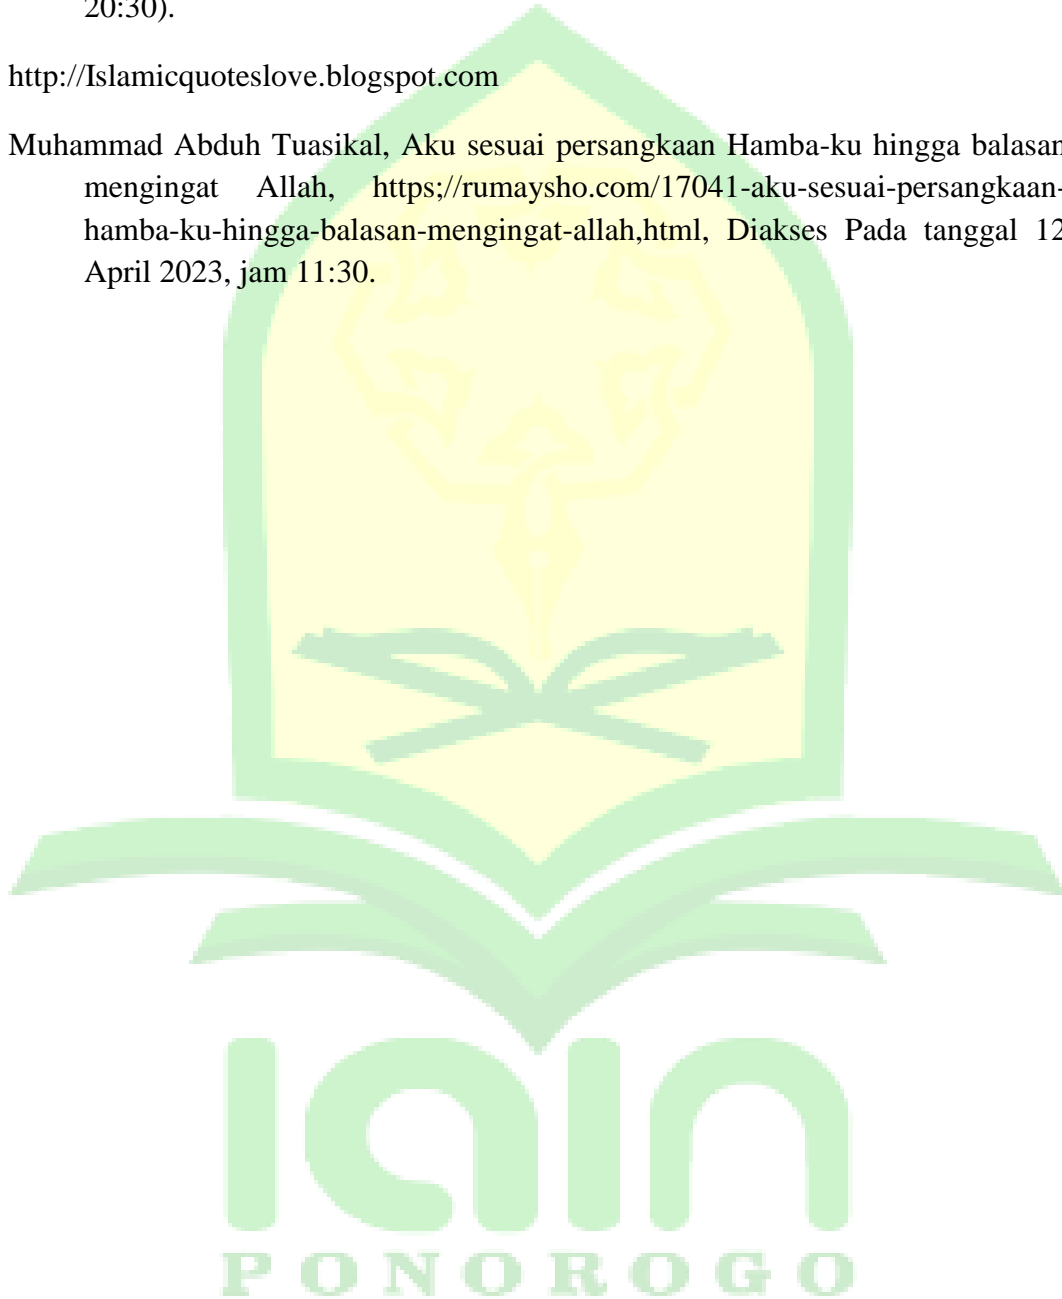 20:30).
http://Islamicquoteslove.blogspot.com
Muhammad Abduh Tuasikal, Aku sesuai persangkaan Hamba-ku hingga balasan
mengingat Allah, https;//rumaysho.com/17041-aku-sesuai-persangkaan-
hamba-ku-hingga-balasan-mengingat-allah,html, Diakses Pada tanggal 12
April 2023, jam 11:30.
iain
PONOROGO